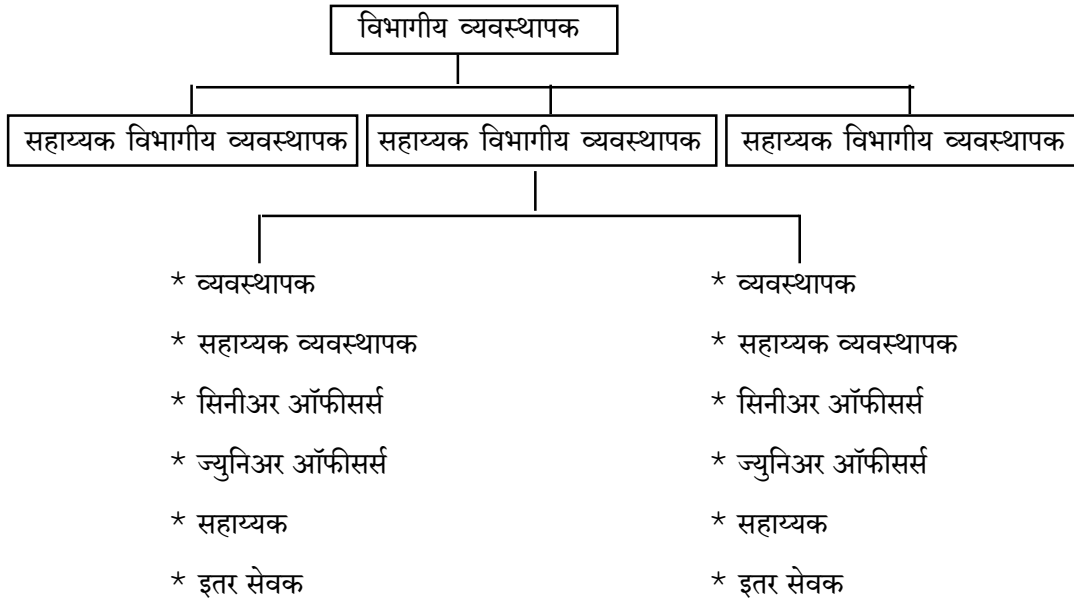 विभागीय व्यवस्थापक
सहाय्यक विभागीय व्यवस्थापक सहाय्यक विभागीय व्यवस्थापक सहाय्यक विभागीय व्यवस्थापक
* व्यवस्थापक
* सहाय्यक व्यवस्थापक
* सिनीअर ऑफीसर्स
* ज्युनिअर ऑफीसर्स
* सहाय्यक
* इतर सेवक
* व्यवस्थापक
* सहाय्यक व्यवस्थापक
* सिनीअर ऑफीसर्स
* ज्युनिअर ऑफीसर्स
* सहाय्यक
* इतर सेवक